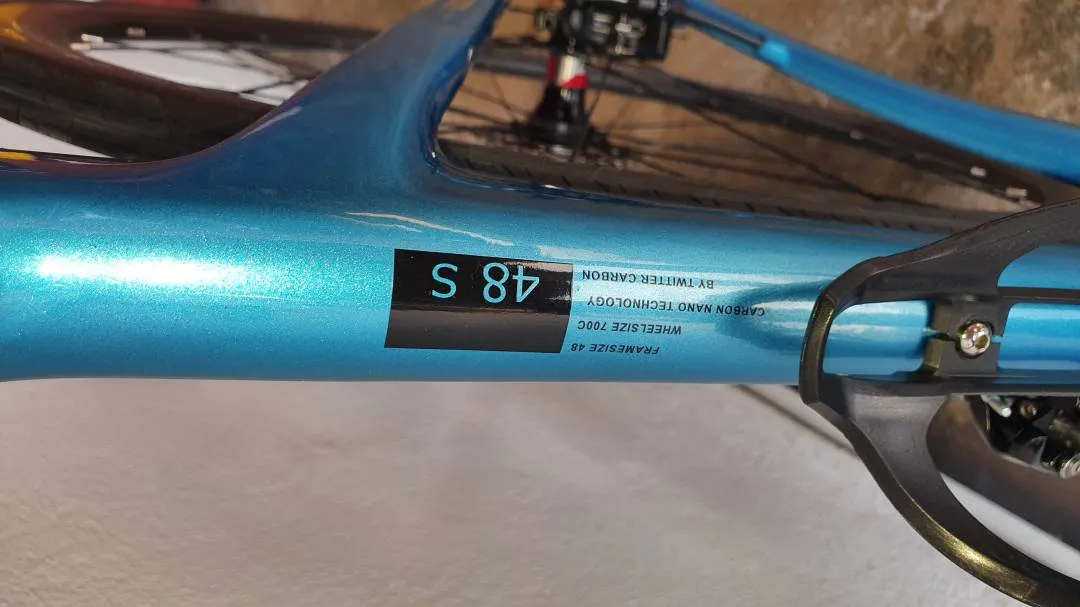 48 S
FRAMESIZE 48
WHEELSIZE 700C
CARBON NANO TECHNOLOGY
BY TWITTER CARBON